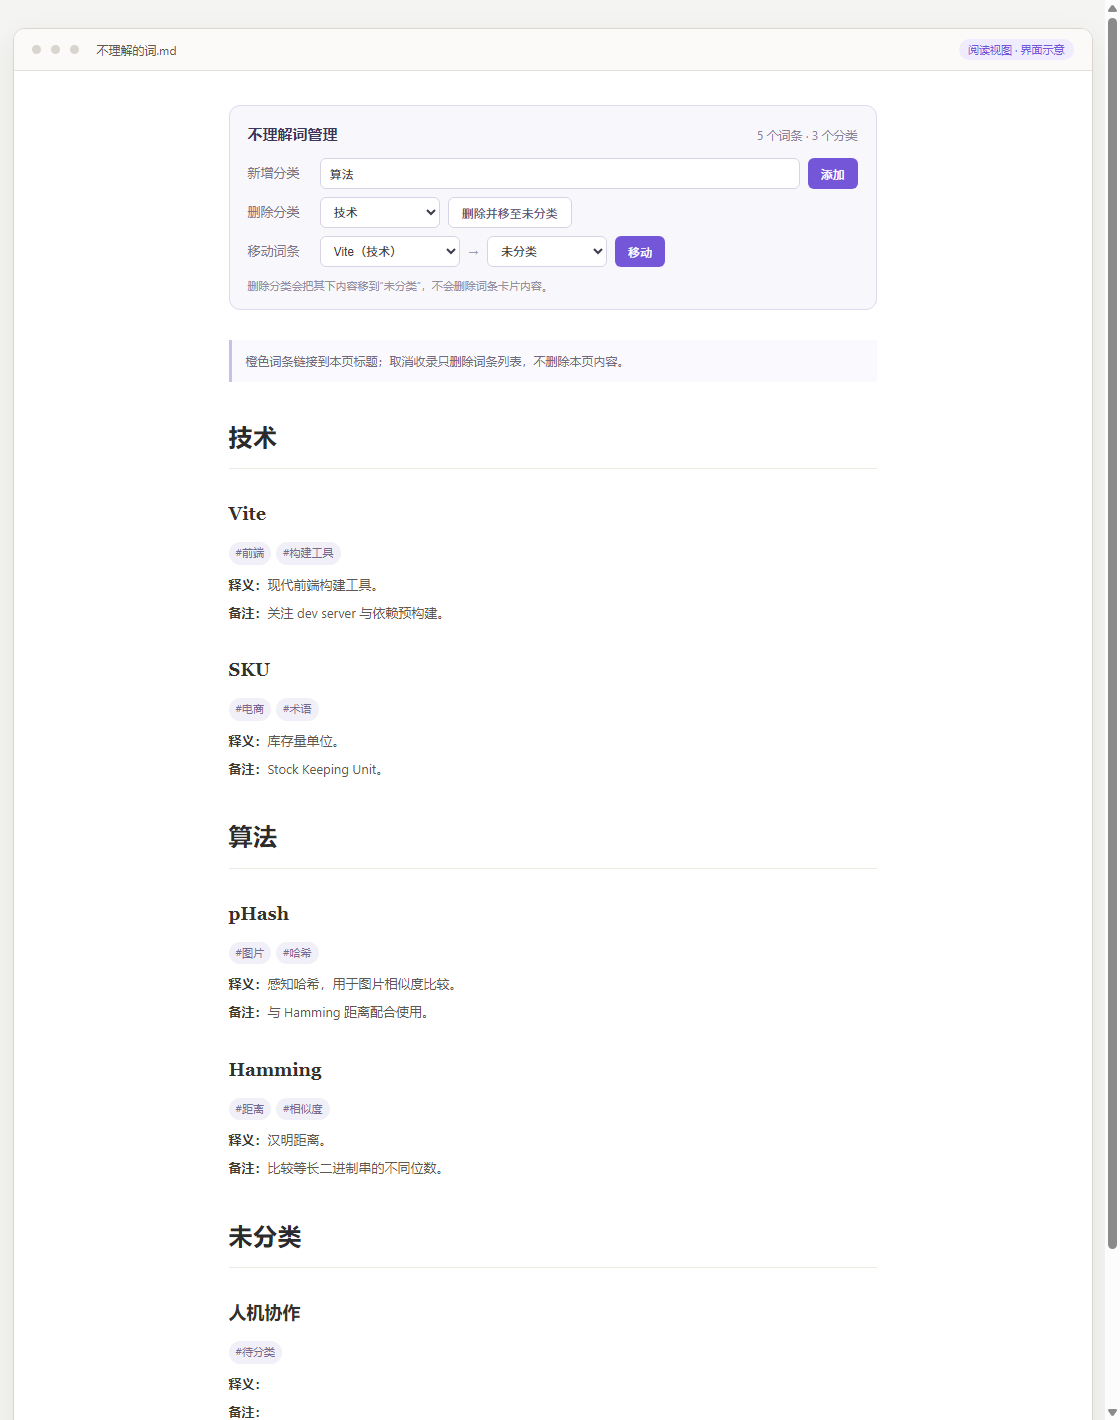 不理解的词.md
阅读视图 · 界面示意
不理解词管理
5 个词条 · 3 个分类
新增分类 算法 添加
删除分类 技术 删除并移至未分类
移动词条 Vite（技术） → 未分类 移动
删除分类会把其下内容移到“未分类”，不会删除词条卡片内容。
橙色词条链接到本页标题；取消收录只删除词条列表，不删除本页内容。
技术
Vite
#前端 #构建工具
释义：现代前端构建工具。
备注：关注 dev server 与依赖预构建。
SKU
#电商 #术语
释义：库存量单位。
备注：Stock Keeping Unit。
算法
pHash
#图片 #哈希
释义：感知哈希，用于图片相似度比较。
备注：与 Hamming 距离配合使用。
Hamming
#距离 #相似度
释义：汉明距离。
备注：比较等长二进制串的不同位数。
未分类
人机协作
#待分类
释义：
备注：